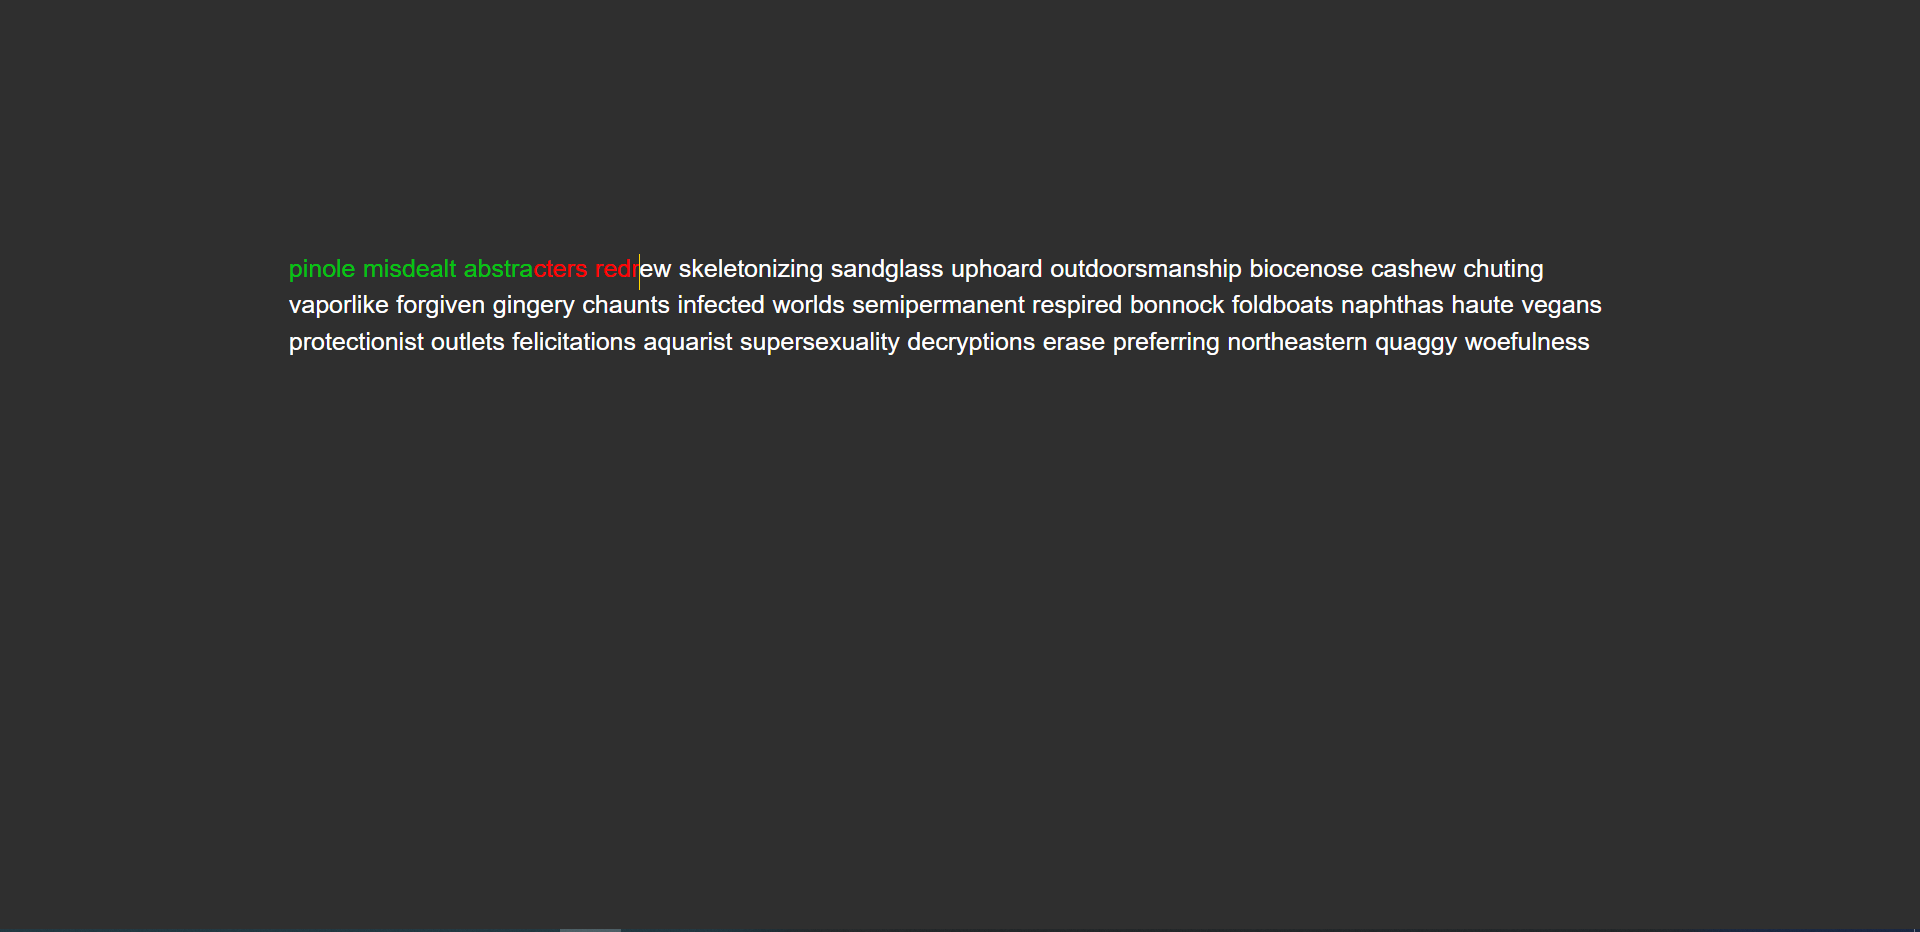 pinole misdealt abstracters redrew skeletonizing sandglass uphoard outdoorsmanship biocenose cashew chuting
vaporlike forgiven gingery chaunts infected worlds semipermanent respired bonnock foldboats naphthas haute vegans
protectionist outlets felicitations aquarist supersexuality decryptions erase preferring northeastern quaggy woefulness